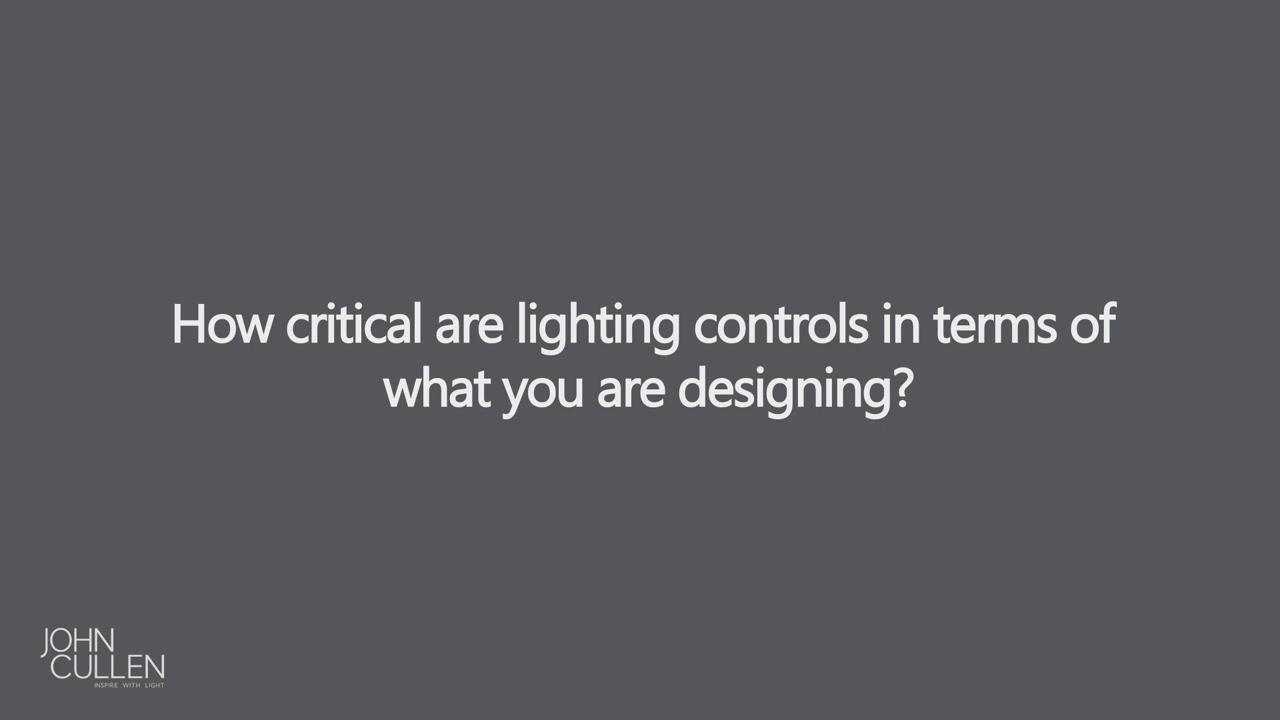 How critical are lighting controls in terms of
what you are designing?
JOHN
CULLEN
INSPIRE WITH LIGHT